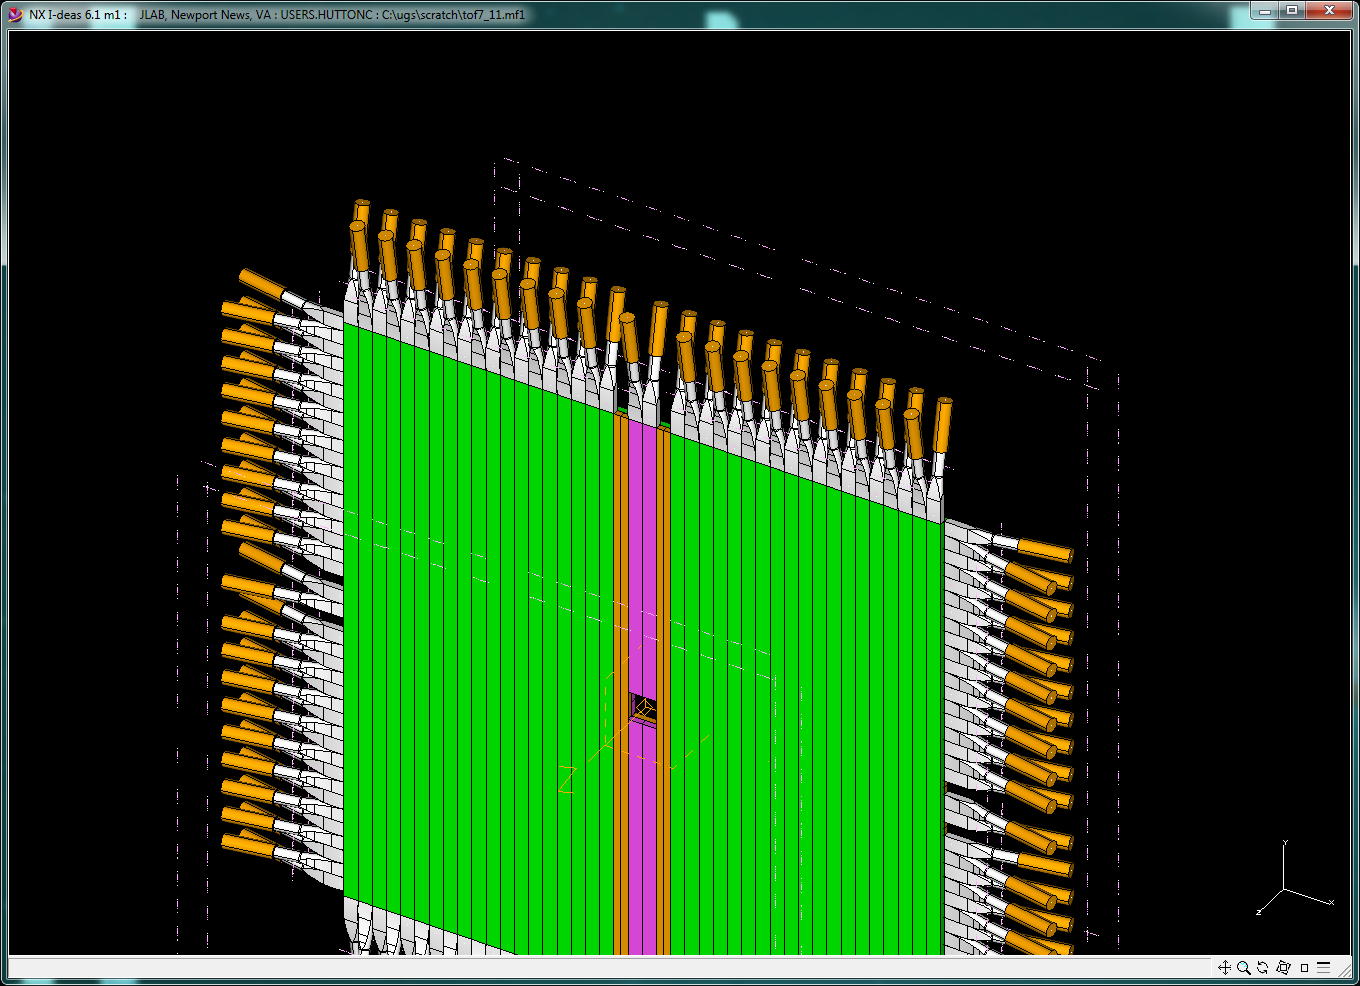 NX I-deas 6.1 m1 : JLAB, Newport News, VA : USERS.HUTTONC : C:\ugs\scratch\tof7_11.mf1
Z
Y
X
Z